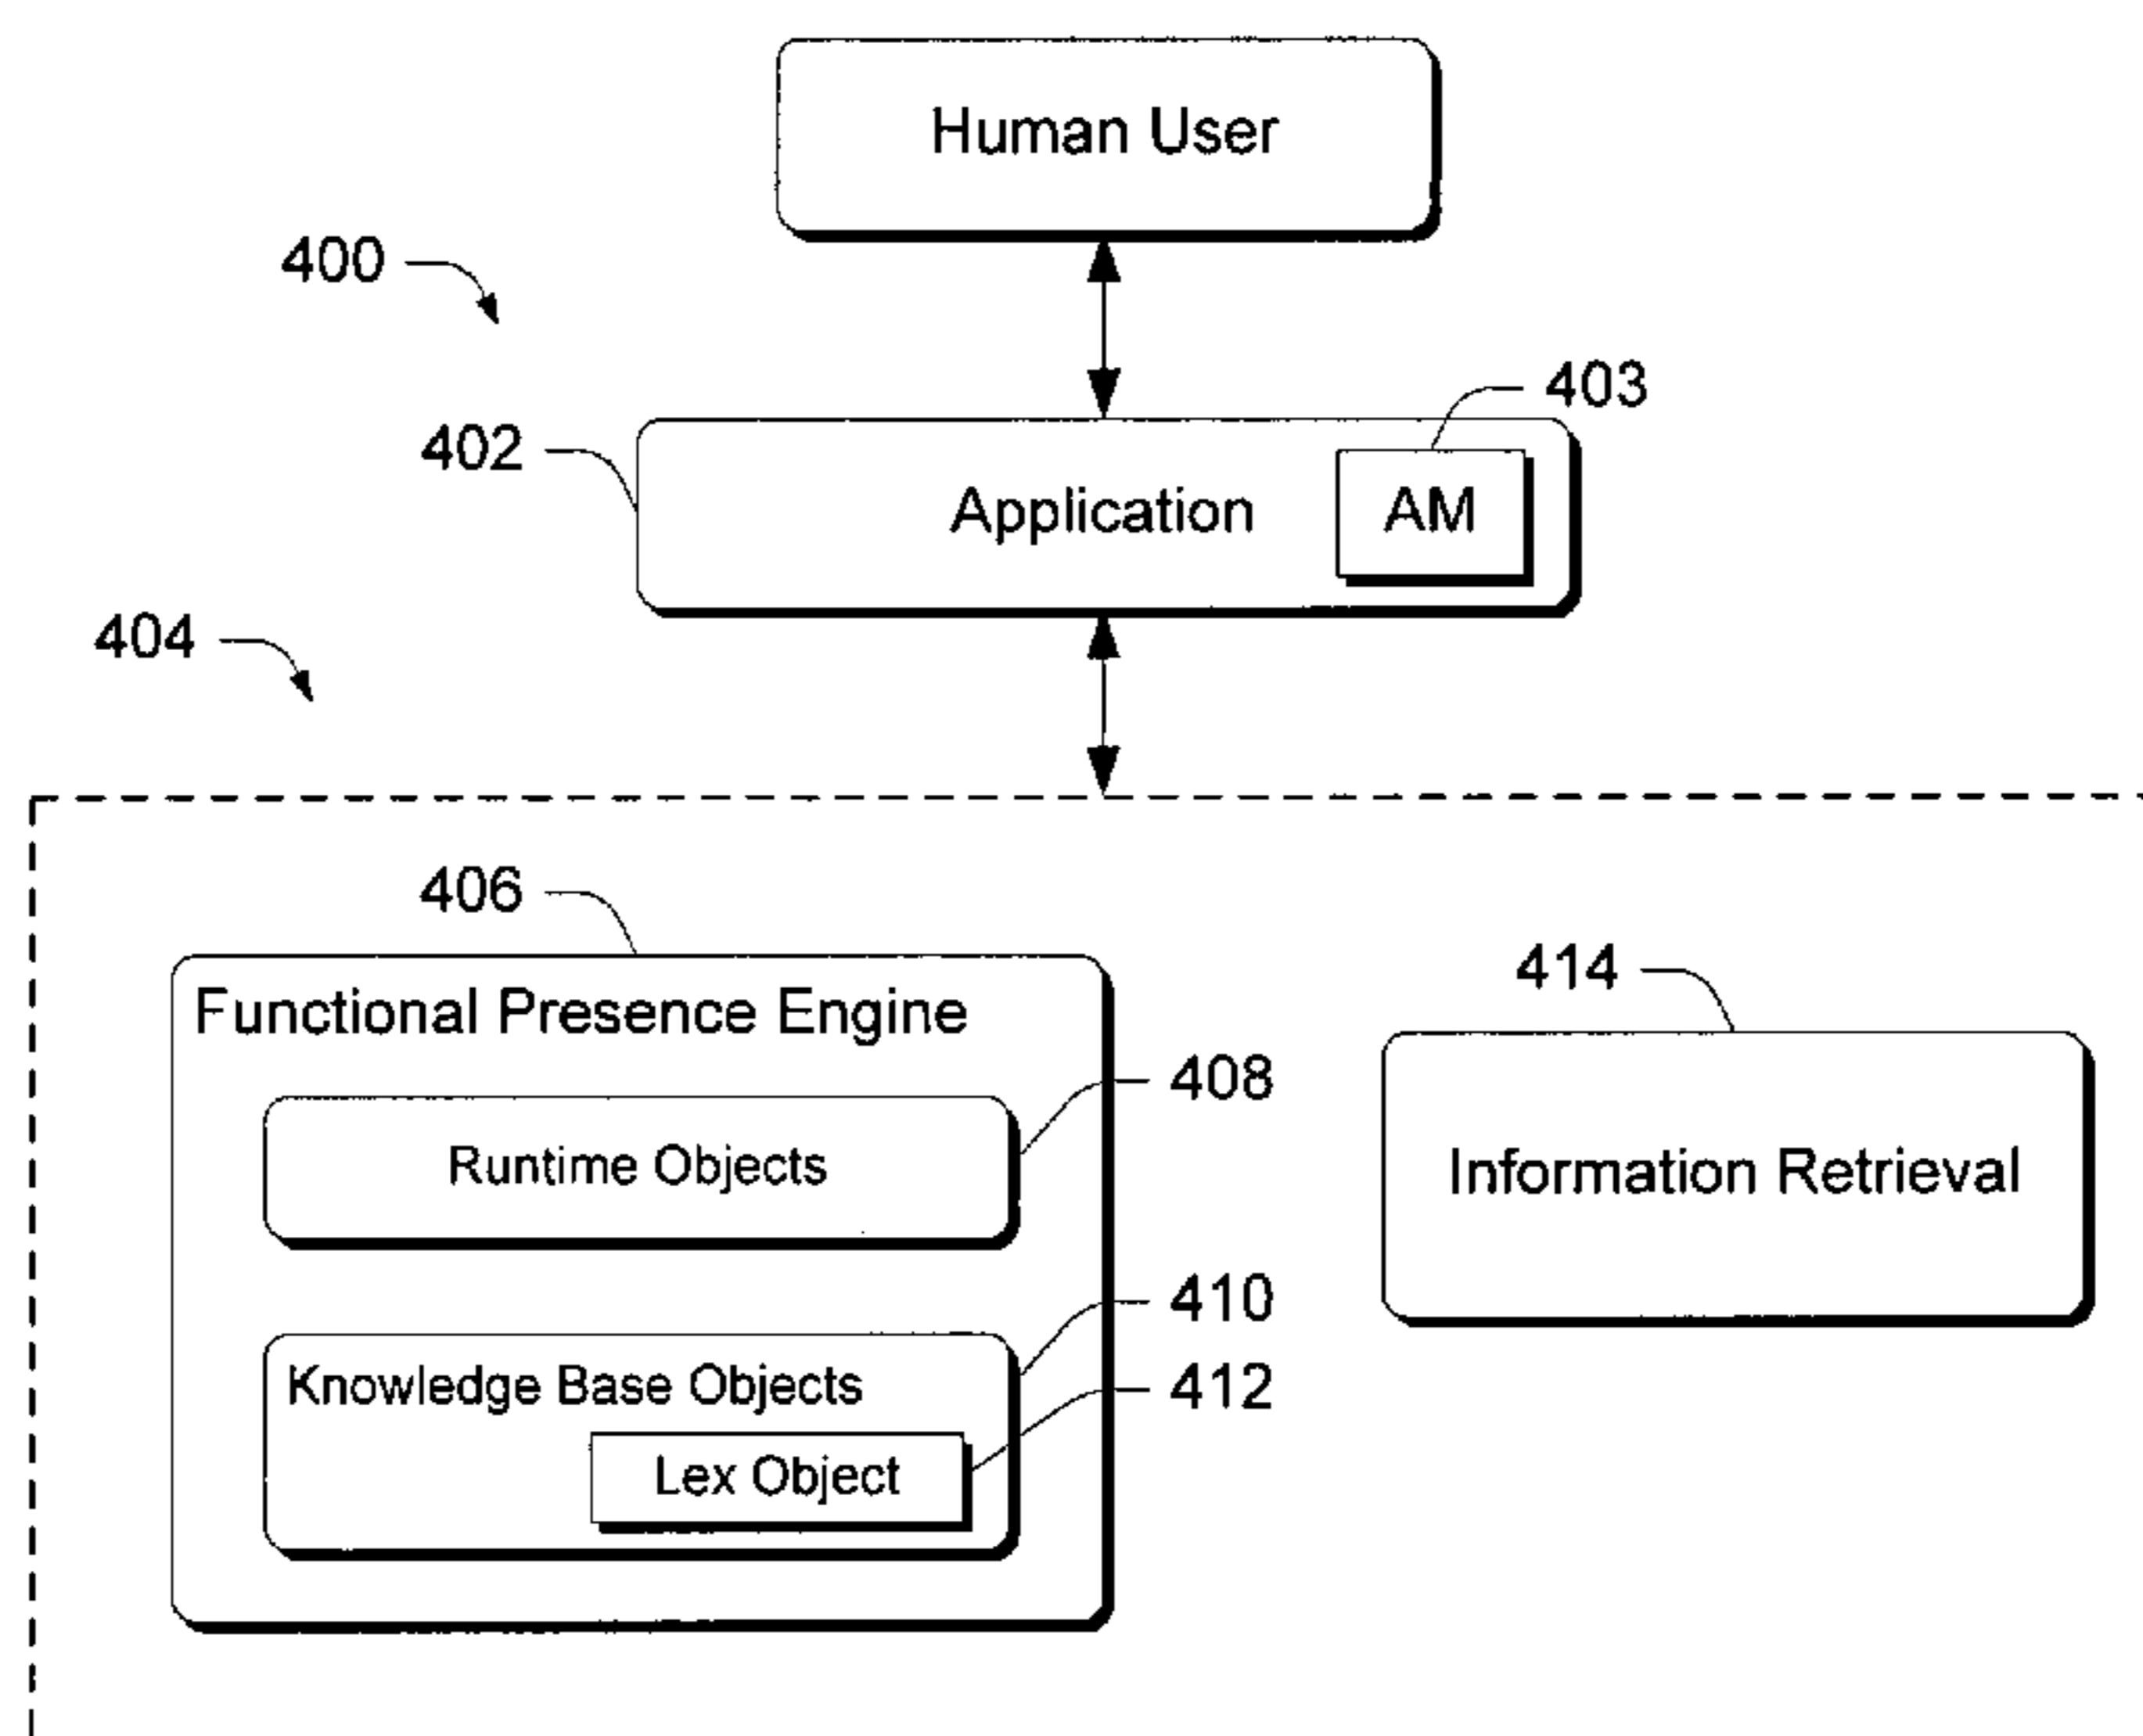 Human User
400
403
402
Application
AM
404
406
414
Functional Presence Engine
408
Runtime Objects
Information Retrieval
410
Knowledge Base Objects
412
Lex Object